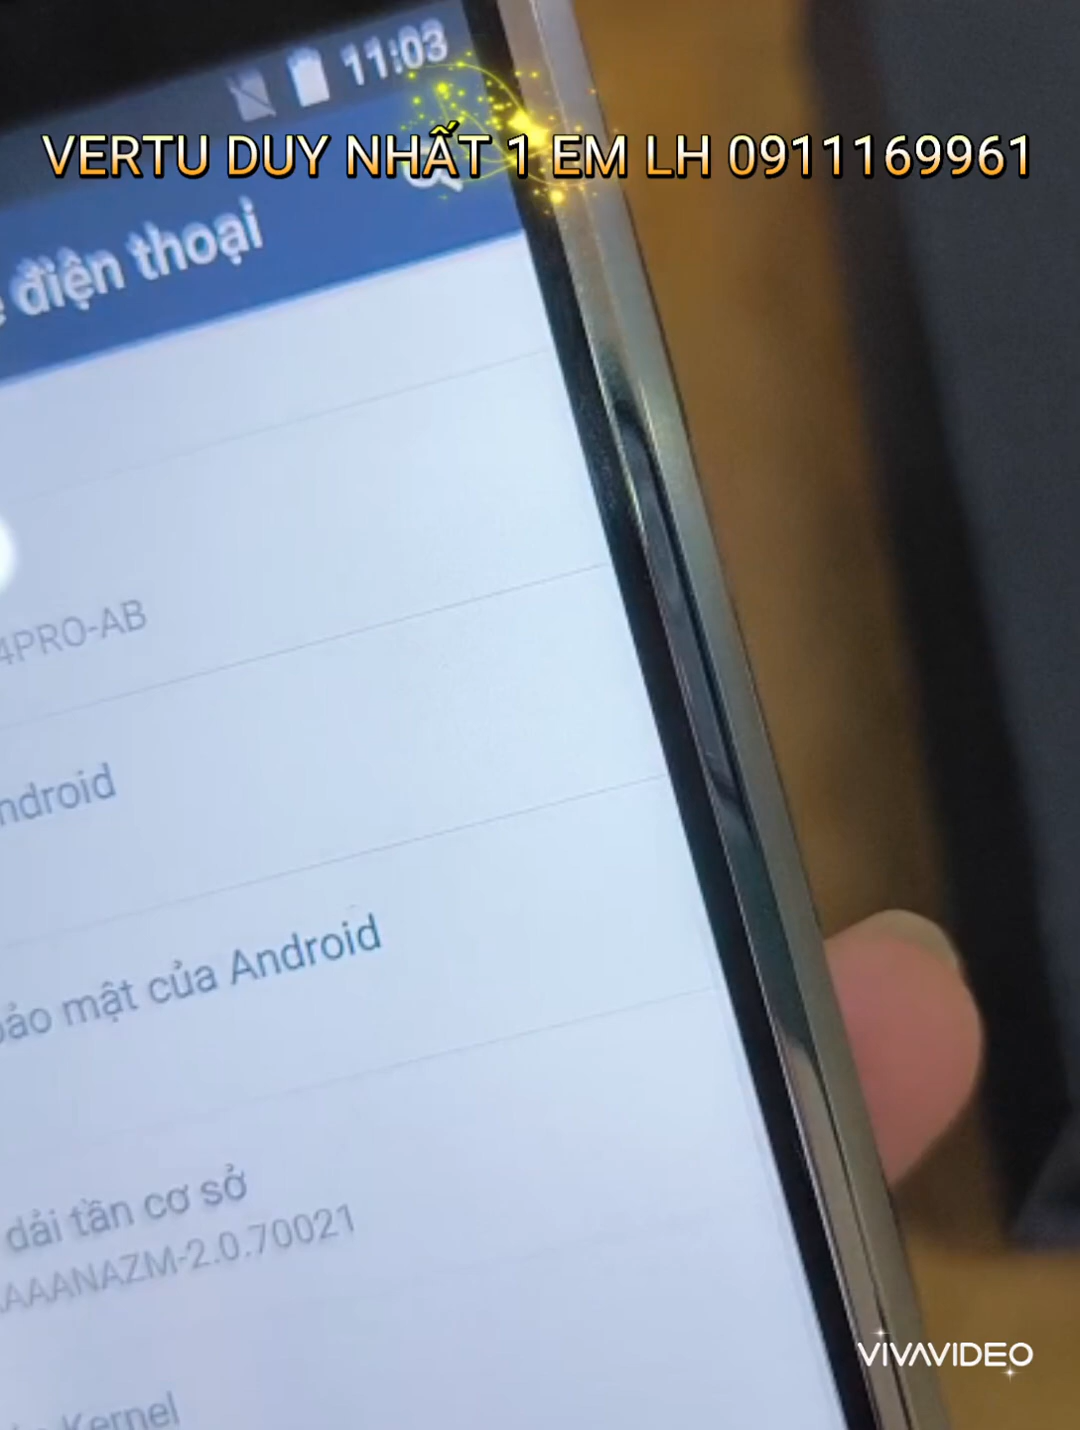 11:03
VERTU DUY NHẤT 1 EM LH 0911169961
điện thoại
4PRO-AB
ndroid
bảo mật của Android
dải tần cơ sở
AAANAZM-2.0.70021
Kernel
VIVAVIDEO